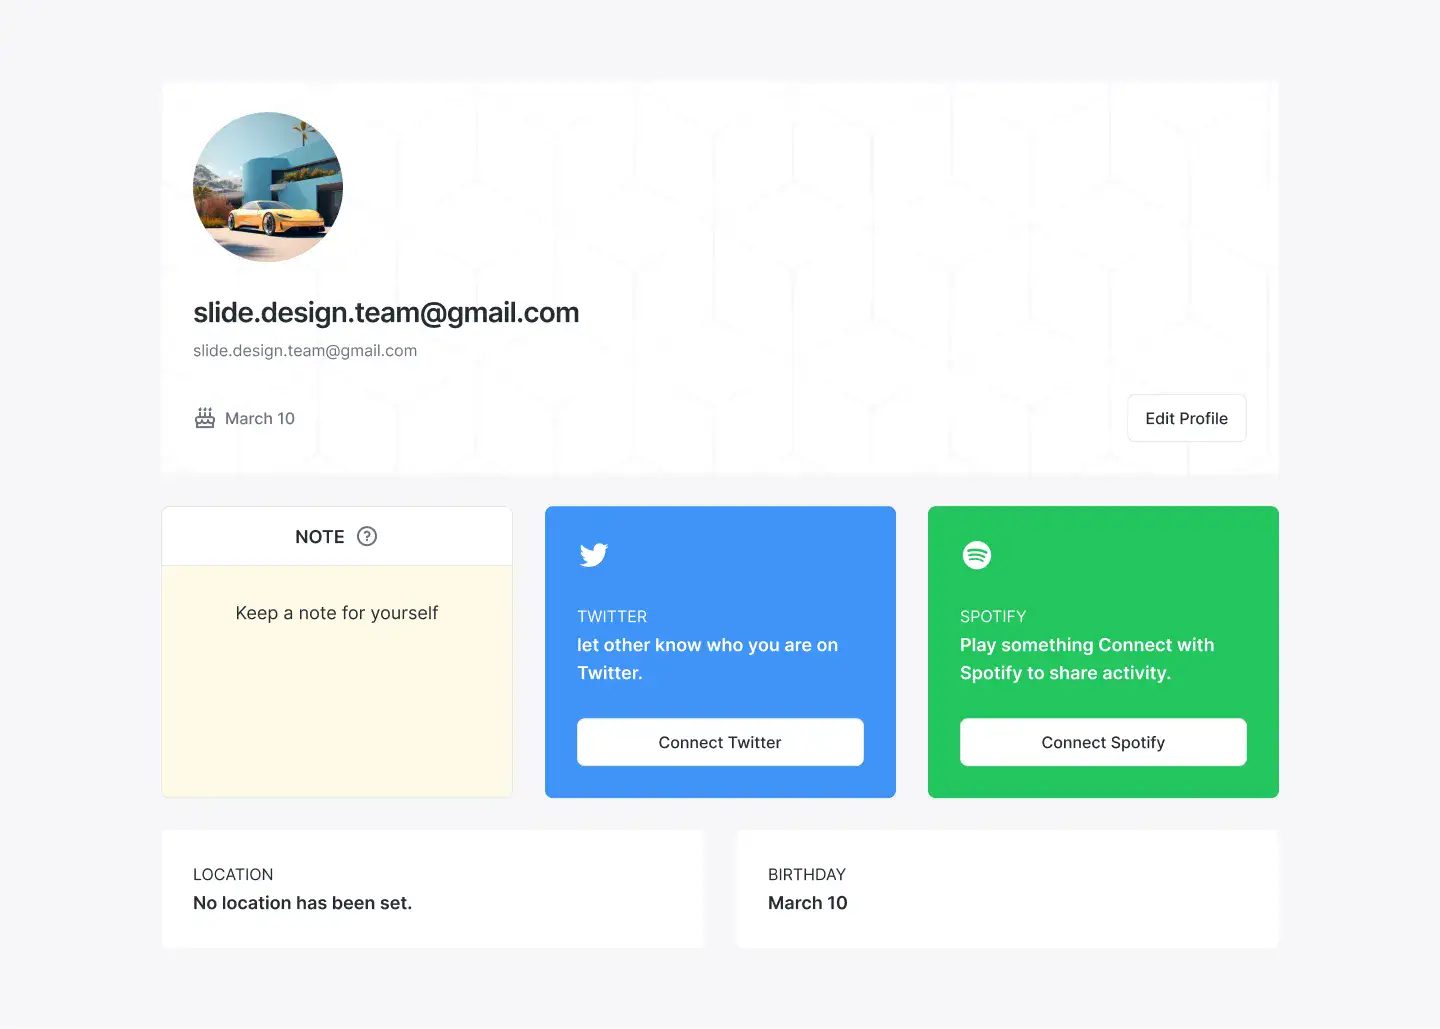 slide.design.team@gmail.com
slide.design.team@gmail.com
March 10
Edit Profile
NOTE
Keep a note for yourself
TWITTER
let other know who you are on
Twitter.
Connect Twitter
SPOTIFY
Play something Connect with
Spotify to share activity.
Connect Spotify
LOCATION
No location has been set.
BIRTHDAY
March 10